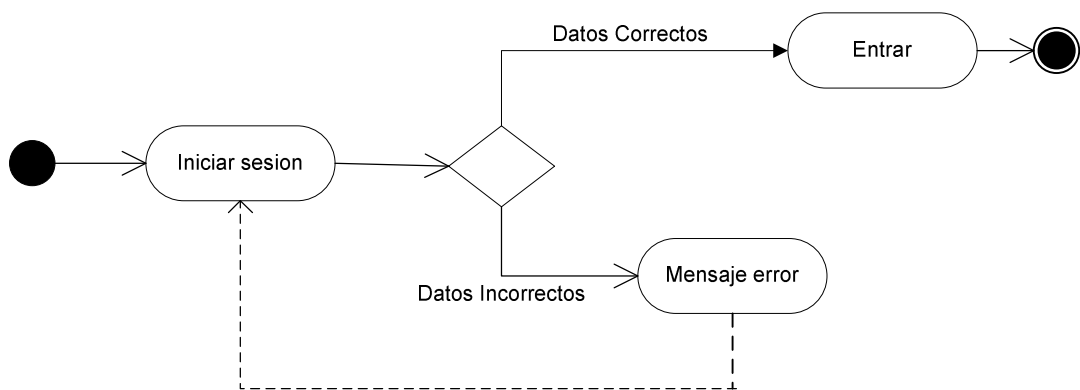 Datos Correctos
Entrar
Iniciar sesion
Mensaje error
Datos Incorrectos